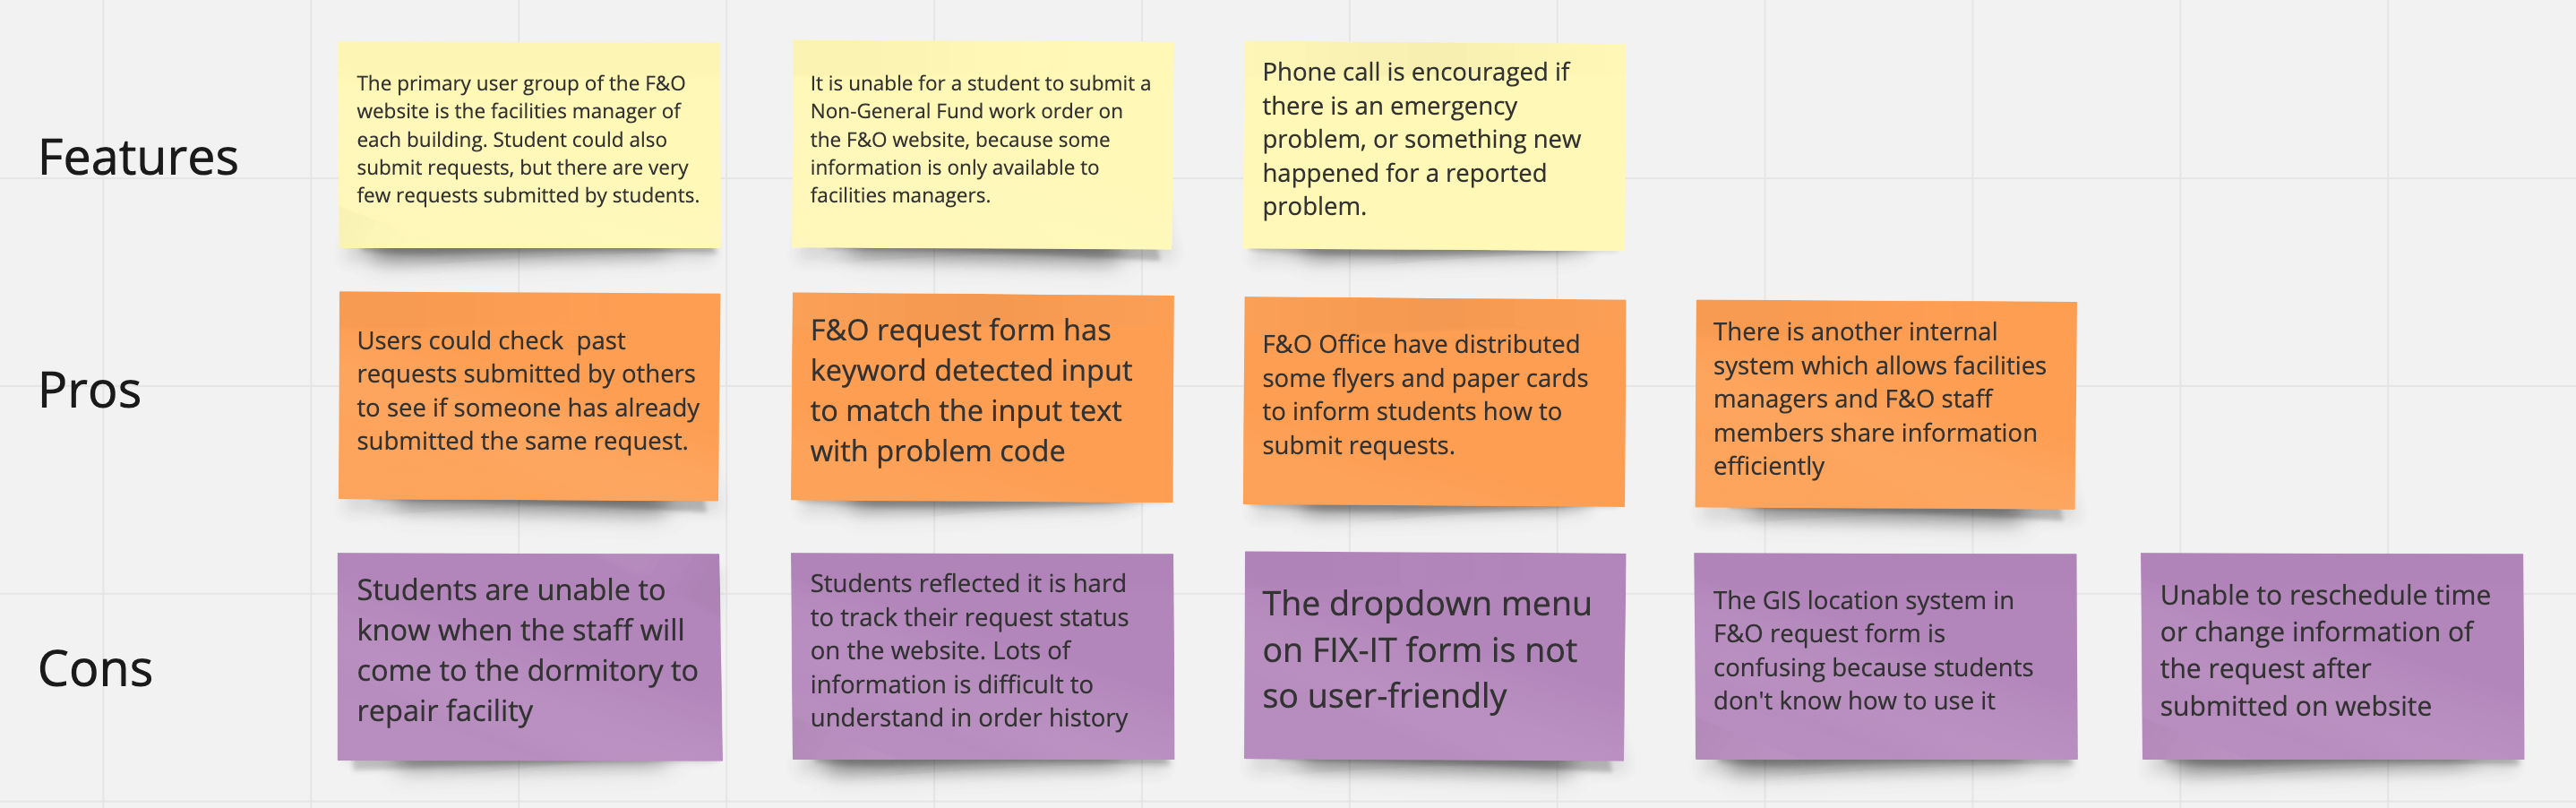 Features
The primary user group of the F&O
website is the facilities manager of
each building. Student could also
submit requests, but there are very
few requests submitted by students.
It is unable for a student to submit a
Non-General Fund work order on
the F&O website, because some
information is only available to
facilities managers.
Phone call is encouraged if
there is an emergency
problem, or something new
happened for a reported
problem.
Pros
Users could check  past
requests submitted by others
to see if someone has already
submitted the same request.
F&O request form has
keyword detected input
to match the input text
with problem code
F&O Office have distributed
some flyers and paper cards
to inform students how to
submit requests.
There is another internal
system which allows facilities
managers and F&O staff
members share information
efficiently
Cons
Students are unable to
know when the staff will
come to the dormitory to
repair facility
Students reflected it is hard
to track their request status
on the website. Lots of
information is difficult to
understand in order history
The dropdown menu
on FIX-IT form is not
so user-friendly
The GIS location system in
F&O request form is
confusing because students
don't know how to use it
Unable to reschedule time
or change information of
the request after
submitted on website